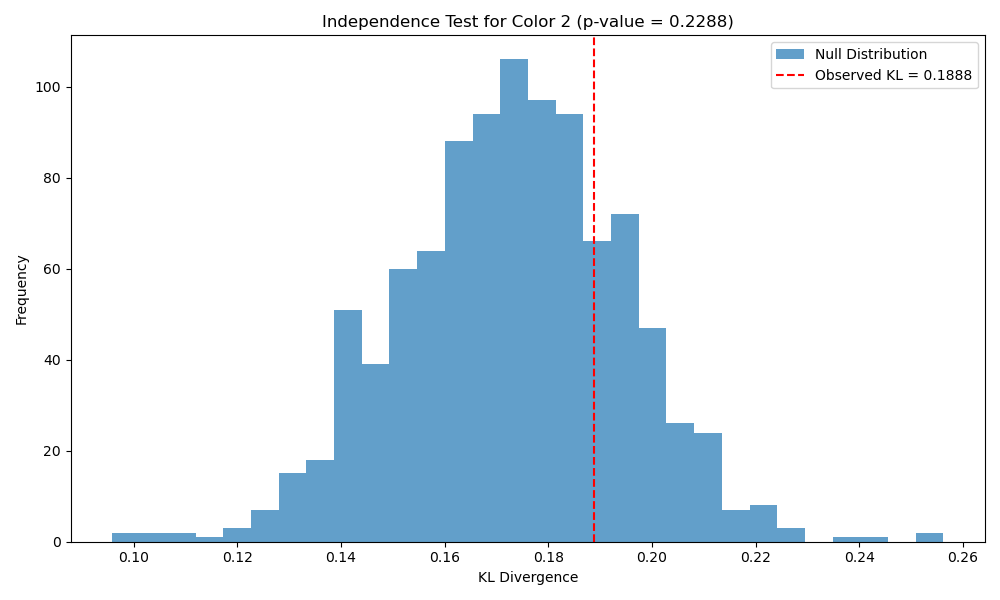 Independence Test for Color 2 (p-value = 0.2288)
Null Distribution
Observed KL = 0.1888
Frequency
100
80
60
40
20
0
0.10 0.12 0.14 0.16 0.18 0.20 0.22 0.24 0.26
KL Divergence